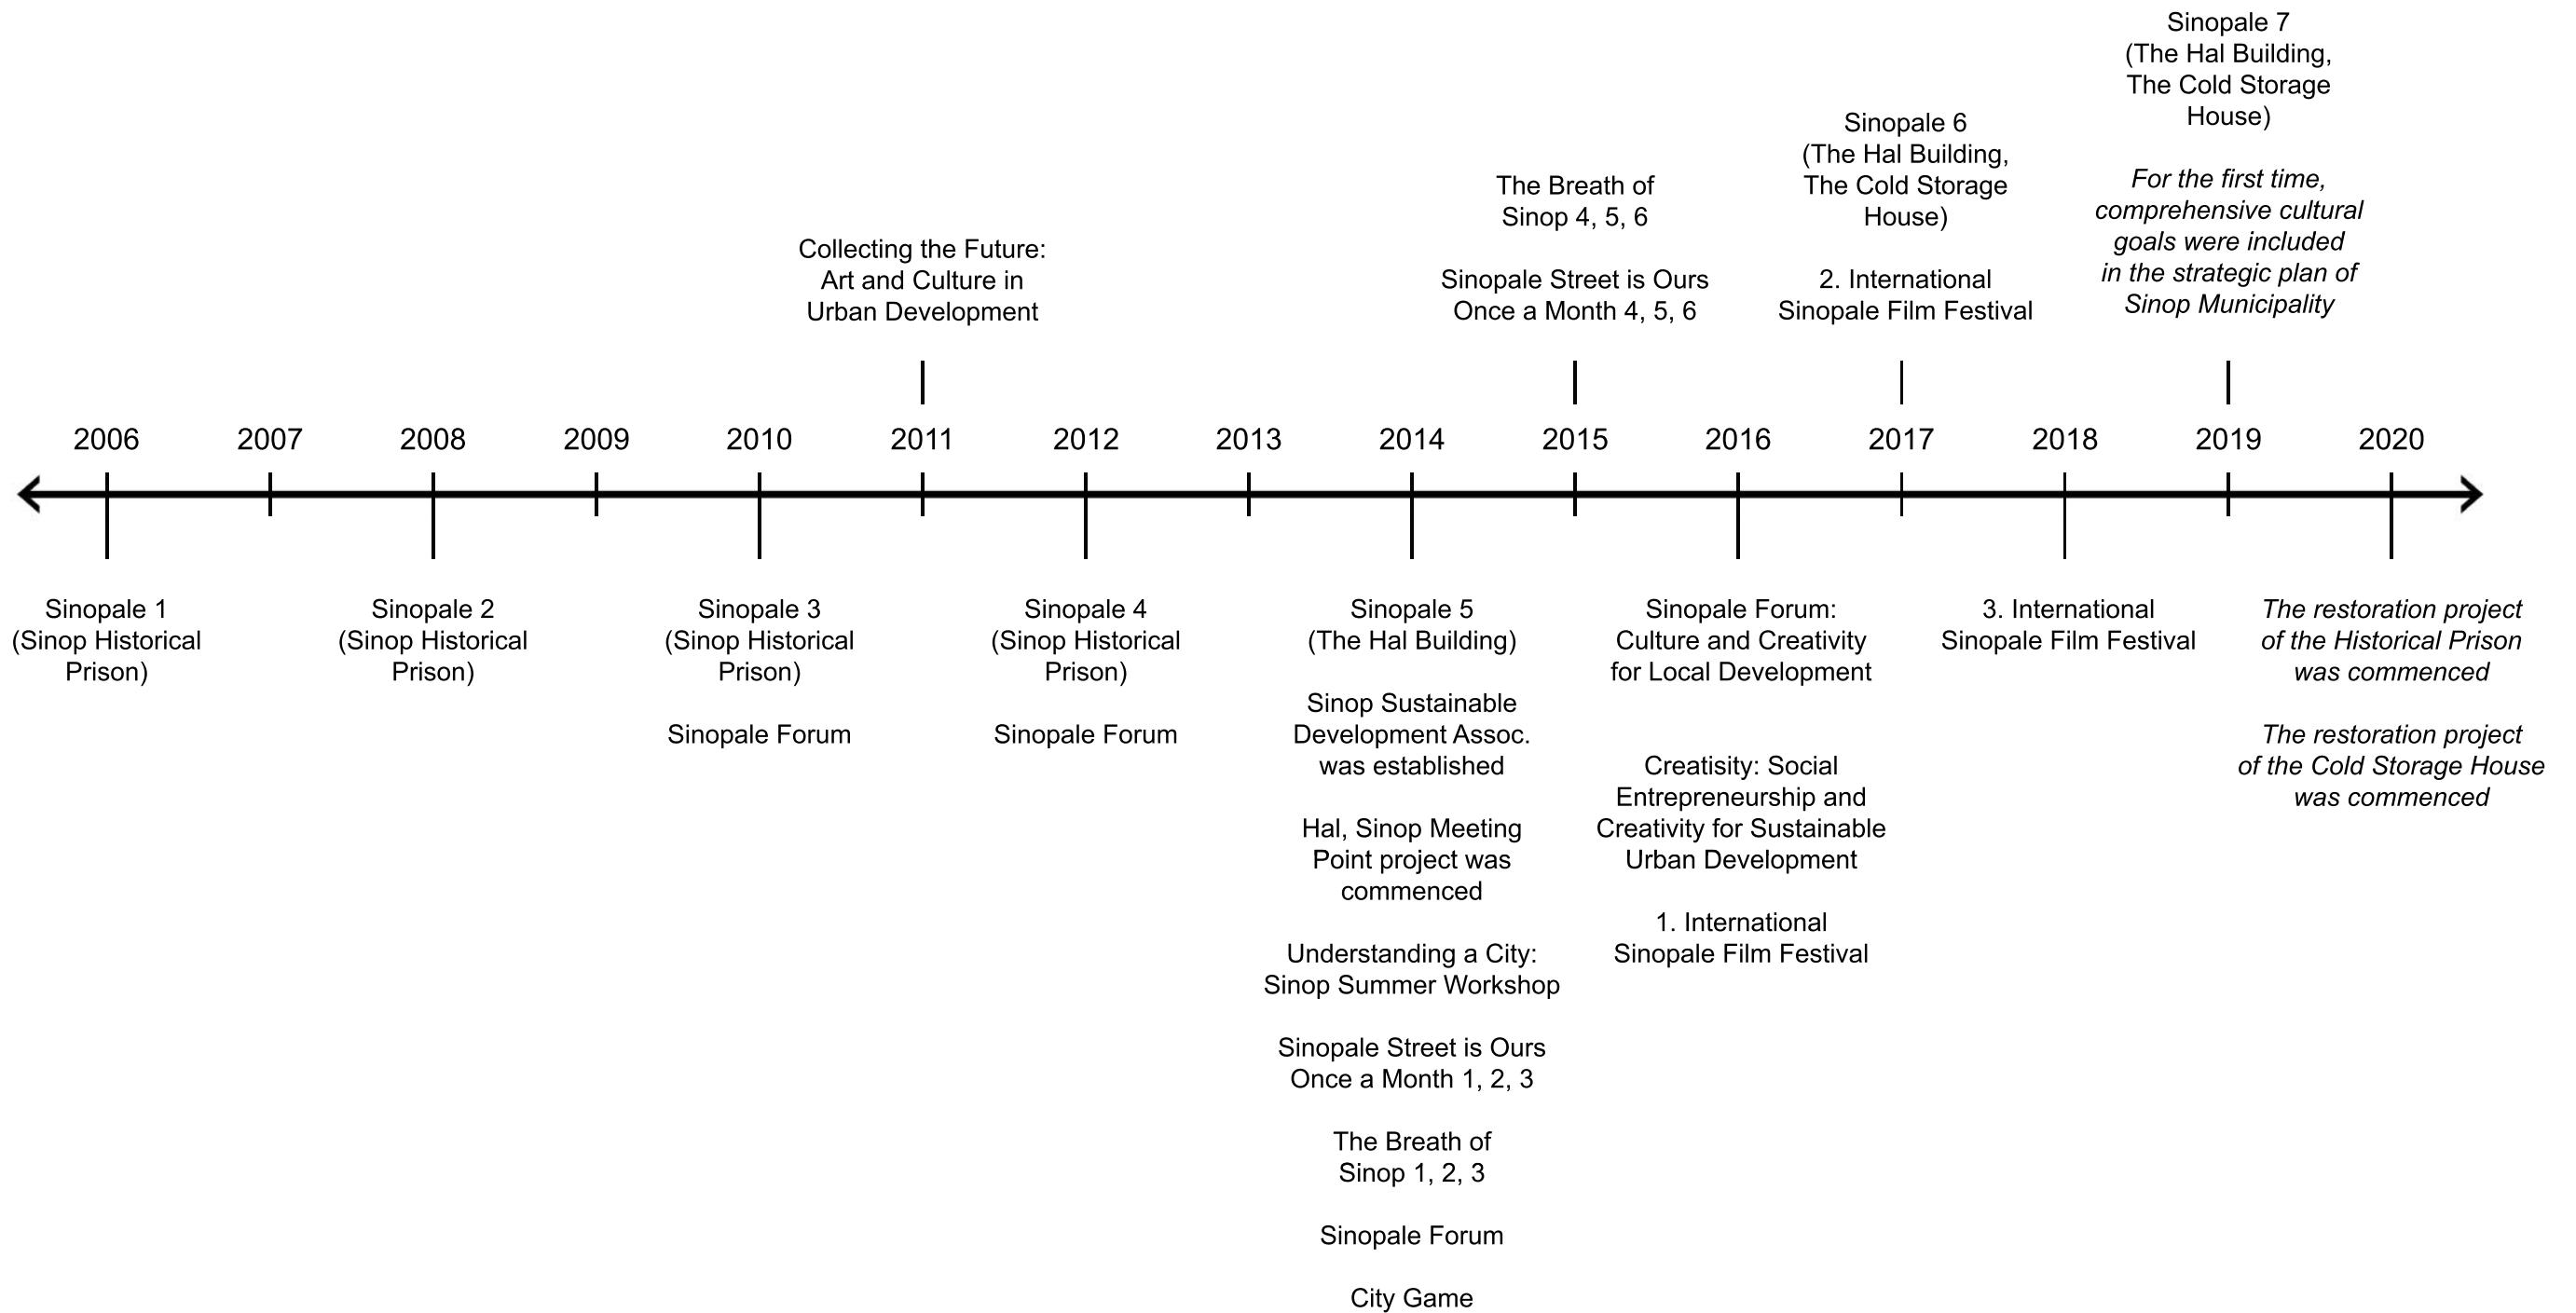 Sinopale 7
(The Hal Building,
The Cold Storage
House)
For the first time,
comprehensive cultural
goals were included
in the strategic plan of
Sinop Municipality
Sinopale 6
(The Hal Building,
The Cold Storage
House)
2. International
Sinopale Film Festival
The Breath of
Sinop 4, 5, 6
Sinopale Street is Ours
Once a Month 4, 5, 6
Collecting the Future:
Art and Culture in
Urban Development
2006 2007 2008 2009 2010 2011 2012 2013 2014 2015 2016 2017 2018 2019 2020
Sinopale 1
(Sinop Historical
Prison)
Sinopale 2
(Sinop Historical
Prison)
Sinopale 3
(Sinop Historical
Prison)
Sinopale Forum
Sinopale 4
(Sinop Historical
Prison)
Sinopale Forum
Sinopale 5
(The Hal Building)
Sinop Sustainable
Development Assoc.
was established
Hal, Sinop Meeting
Point project was
commenced
Understanding a City:
Sinop Summer Workshop
Sinopale Street is Ours
Once a Month 1, 2, 3
The Breath of
Sinop 1, 2, 3
Sinopale Forum
City Game
Sinopale Forum:
Culture and Creativity
for Local Development
Creatisity: Social
Entrepreneurship and
Creativity for Sustainable
Urban Development
1. International
Sinopale Film Festival
3. International
Sinopale Film Festival
The restoration project
of the Historical Prison
was commenced
The restoration project
of the Cold Storage House
was commenced